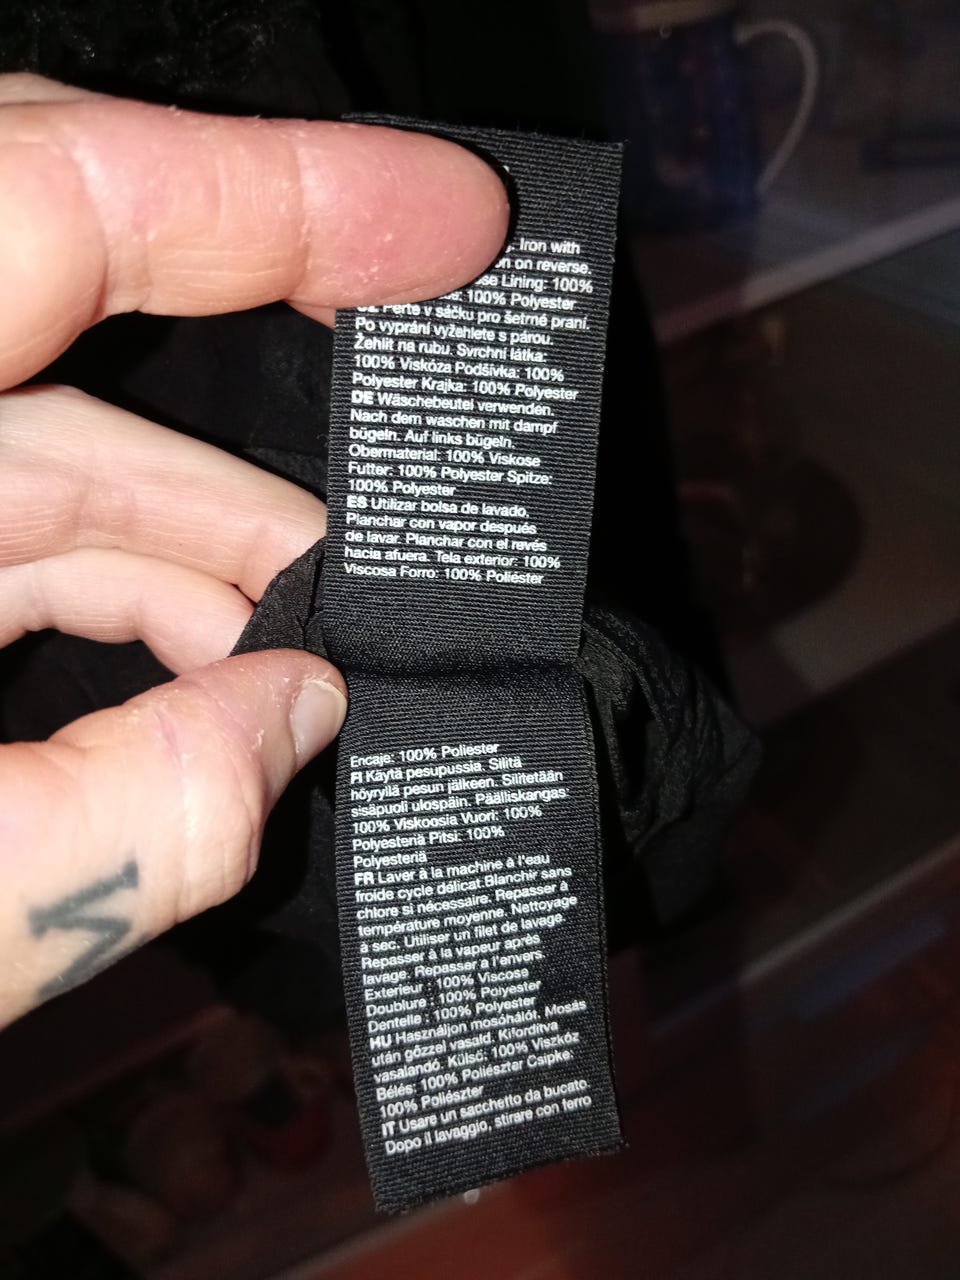 Iron with
on reverse.
Lining: 100%
100% Polyester
CZ Perte v sáčku pro šetrné praní.
Po vyprání vyžehlete s párou.
Žehlit na rubu. Svrchní látka:
100% Viskóza Podšívka: 100%
Polyester Krajka: 100% Polyester
DE Wäschebeutel verwenden.
Nach dem waschen mit dampf
bügeln. Auf links bügeln.
Obermaterial: 100% Viskose
Futter: 100% Polyester Spitze:
100% Polyester
ES Utilizar bolsa de lavado,
Planchar con vapor después
de lavar. Planchar con el revés
hacia afuera. Tela exterior: 100%
Viscosa Forro: 100% Poliéster
Encaje: 100% Poliester
FI Käytä pesupussia. Silitä
höyryllä pesun jälkeen. Silitetään
sisäpuoli ulospäin. Päälliskangas:
100% Viskoosia Vuori: 100%
Polyesteriä Pitsi: 100%
Polyesteriä
FR Laver à la machine à l'eau
froide cycle délicat.Blanchir sans
chlore si nécessaire. Repasser à
température moyenne. Nettoyage
à sec. Utiliser un filet de lavage.
Repasser à la vapeur après
lavage. Repasser a l'envers.
Exterieur : 100% Viscose
Doublure : 100% Polyester
Dentelle : 100% Polyester
HU Használjon mosóhálót. Mosás
után gőzzel vasald. Kifordítva
vasalandó. Külső: 100% Viszkóz
Bélés: 100% Poliészter Csipke:
100% Poliészter
IT Usare un sacchetto da bucato.
Dopo il lavaggio, stirare con ferro